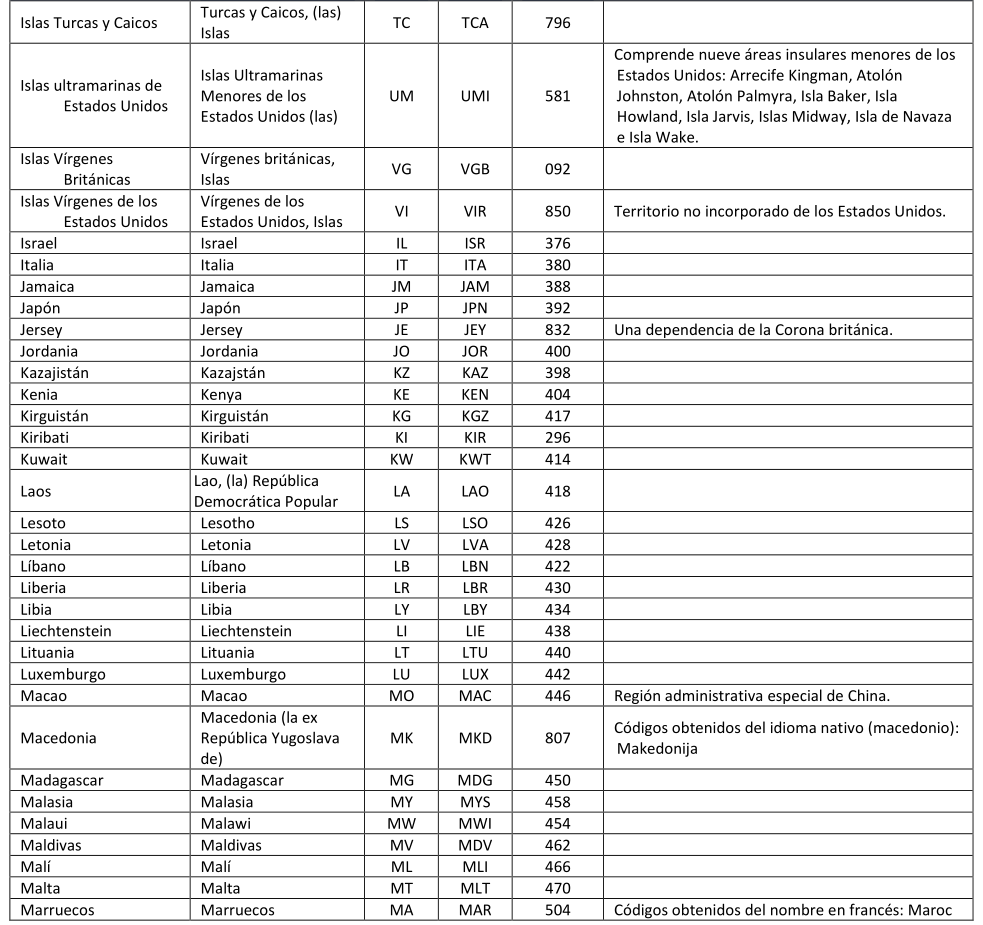 Islas Turcas y Caicos Turcas y Caicos, (las) Islas TC TCA 796
Islas ultramarinas de Estados Unidos Islas Ultramarinas Menores de los Estados Unidos (las) UM UMI 581 Comprende nueve áreas insulares menores de los Estados Unidos: Arrecife Kingman, Atolón Johnston, Atolón Palmyra, Isla Baker, Isla Howland, Isla Jarvis, Islas Midway, Isla de Navaza e Isla Wake.
Islas Vírgenes Británicas Vírgenes británicas, Islas VG VGB 092
Islas Vírgenes de los Estados Unidos Vírgenes de los Estados Unidos, Islas VI VIR 850 Territorio no incorporado de los Estados Unidos.
Israel Israel IL ISR 376
Italia Italia IT ITA 380
Jamaica Jamaica JM JAM 388
Japón Japón JP JPN 392
Jersey Jersey JE JEY 832 Una dependencia de la Corona británica.
Jordania Jordania JO JOR 400
Kazajistán Kazajstán KZ KAZ 398
Kenia Kenya KE KEN 404
Kirguistán Kirguistán KG KGZ 417
Kiribati Kiribati KI KIR 296
Kuwait Kuwait KW KWT 414
Laos Lao, (la) República Democrática Popular LA LAO 418
Lesoto Lesotho LS LSO 426
Letonia Letonia LV LVA 428
Líbano Líbano LB LBN 422
Liberia Liberia LR LBR 430
Libia Libia LY LBY 434
Liechtenstein Liechtenstein LI LIE 438
Lituania Lituania LT LTU 440
Luxemburgo Luxemburgo LU LUX 442
Macao Macao MO MAC 446 Región administrativa especial de China.
Macedonia Macedonia (la ex República Yugoslava de) MK MKD 807 Códigos obtenidos del idioma nativo (macedonio): Makedonija
Madagascar Madagascar MG MDG 450
Malasia Malasia MY MYS 458
Malaui Malawi MW MWI 454
Maldivas Maldivas MV MDV 462
Malí Malí ML MLI 466
Malta Malta MT MLT 470
Marruecos Marruecos MA MAR 504 Códigos obtenidos del nombre en francés: Maroc